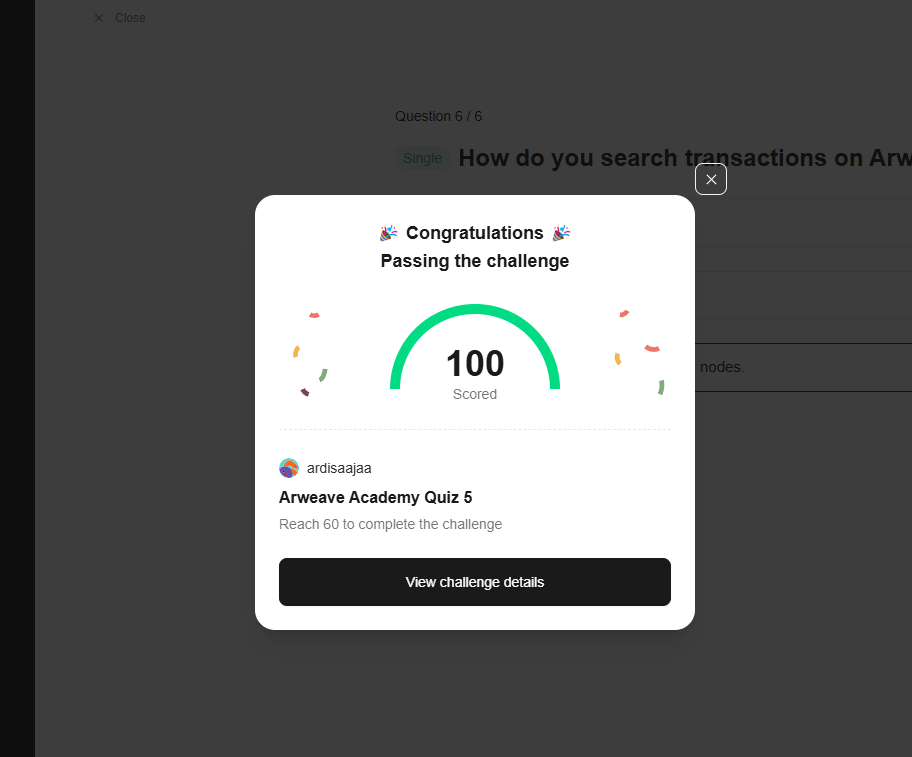 Close
Question 6 / 6
Single How do you search transactions on Arw
🎉 Congratulations 🎉
Passing the challenge
100
Scored
nodes.
ardisaajaa
Arweave Academy Quiz 5
Reach 60 to complete the challenge
View challenge details